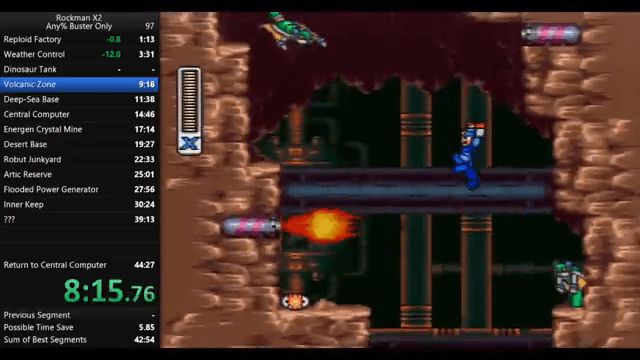 Rockman X2
Any% Buster Only 97
Reploid Factory -0.8 1:13
Weather Control -12.0 3:31
Dinosaur Tank - -
Volcanic Zone 9:18
Deep-Sea Base 11:38
Central Computer 14:46
Energen Crystal Mine 17:14
Desert Base 19:27
Robut Junkyard 22:33
Artic Reserve 25:01
Flooded Power Generator 27:56
Inner Keep 30:24
??? 39:13
Return to Central Computer 44:27
8:15.76
Previous Segment -
Possible Time Save 5.85
Sum of Best Segments 42:54
X